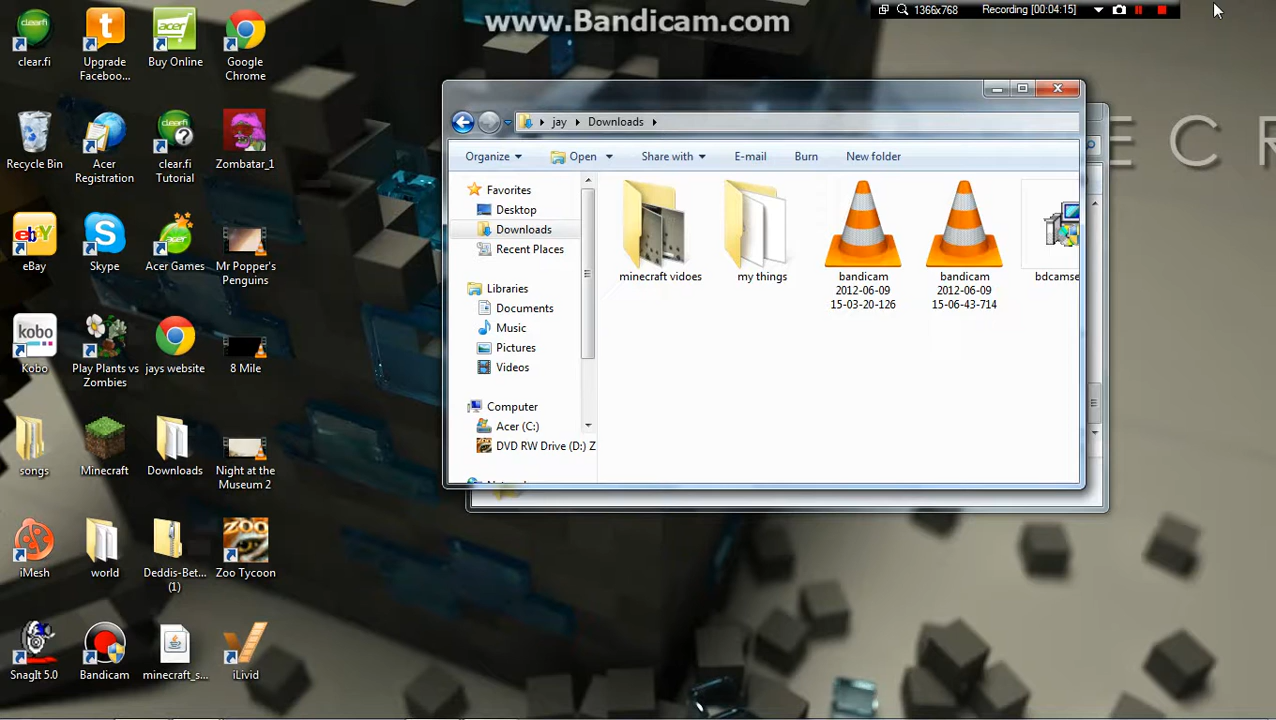 www.Bandicam.com
1366x768 Recording [00:04:15]
clear.fi
Upgrade
Faceboo...
Buy Online
Google
Chrome
Recycle Bin
Acer
Registration
clear.fi
Tutorial
Zombatar_1
eBay
Skype
Acer Games
Mr Popper's
Penguins
Kobo
Play Plants vs
Zombies
jays website
8 Mile
songs
Minecraft
Downloads
Night at the
Museum 2
iMesh
world
Deddis-Bet...
(1)
Zoo Tycoon
SnagIt 5.0
Bandicam
minecraft_s...
iLivid
jay Downloads
Organize Open Share with E-mail Burn New folder
Favorites
Desktop
Downloads
Recent Places
Libraries
Documents
Music
Pictures
Videos
Computer
Acer (C:)
DVD RW Drive (D:) Z
minecraft vidoes
my things
bandicam
2012-06-09
15-03-20-126
bandicam
2012-06-09
15-06-43-714
bdcamse
ECR